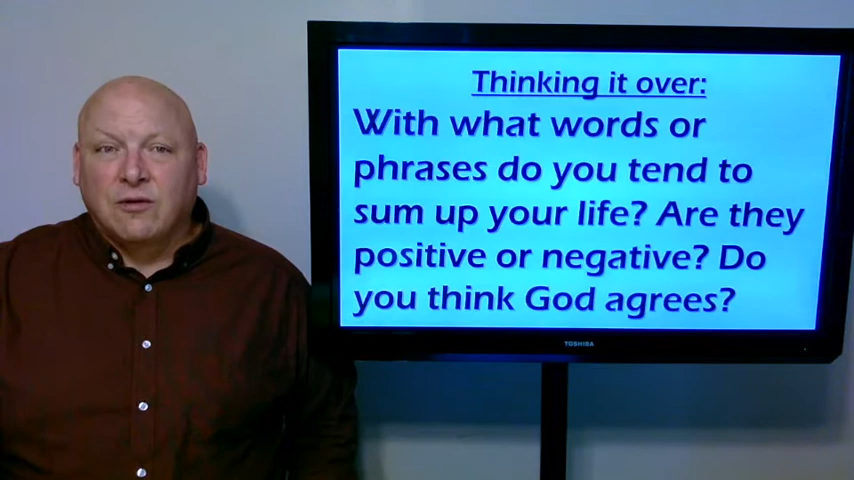 Thinking it over:
With what words or
phrases do you tend to
sum up your life? Are they
positive or negative? Do
you think God agrees?
TOSHIBA